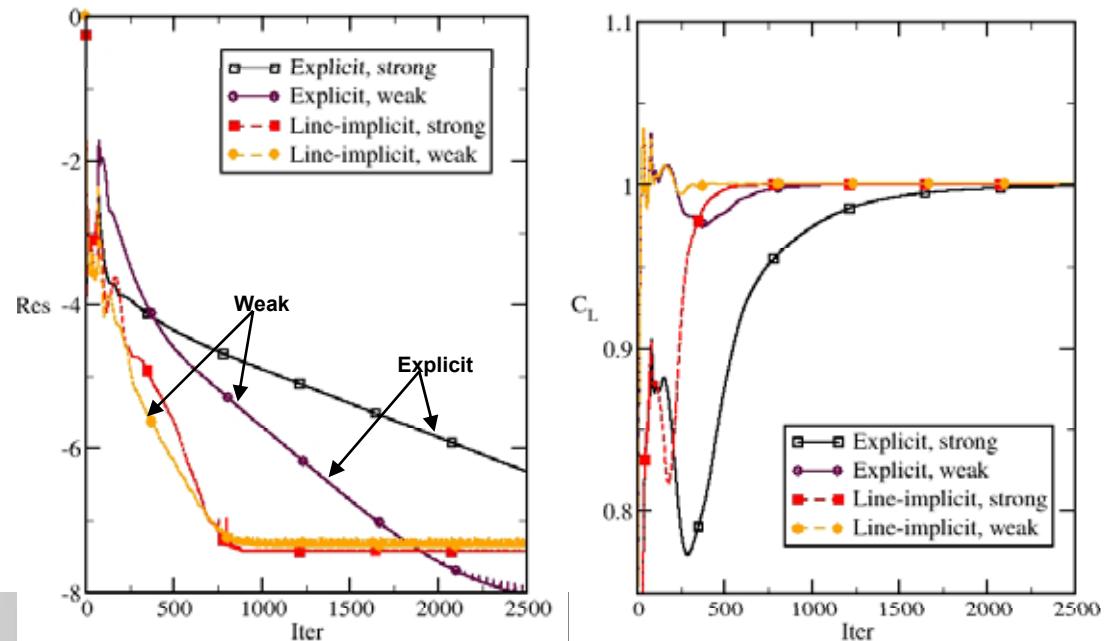 0
-2
-4
-6
-8
Res
0
500
1000
1500
2000
2500
Iter
Explicit, strong
Explicit, weak
Line-implicit, strong
Line-implicit, weak
Weak
Explicit
1.1
1
0.9
0.8
C_L
0
500
1000
1500
2000
2500
Iter
Explicit, strong
Explicit, weak
Line-implicit, strong
Line-implicit, weak